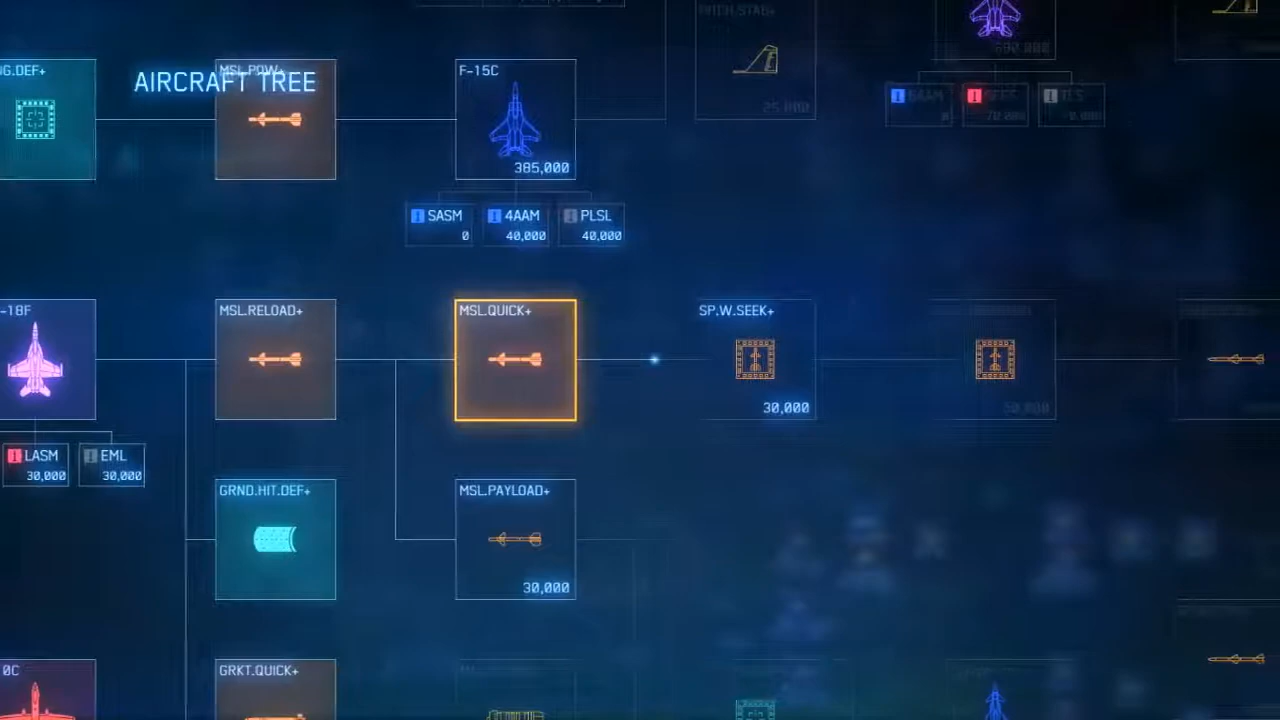 PITCH/STAB+
25,000
AIRCRAFT TREE
MSL.POW+
F-15C
385,000
SASM
0
4AAM
40,000
PLSL
40,000
-18F
LASM
30,000
EML
30,000
MSL.RELOAD+
MSL.QUICK+
SP.W.SEEK+
30,000
GRND.HIT.DEF+
MSL.PAYLOAD+
30,000
0C
GRKT.QUICK+